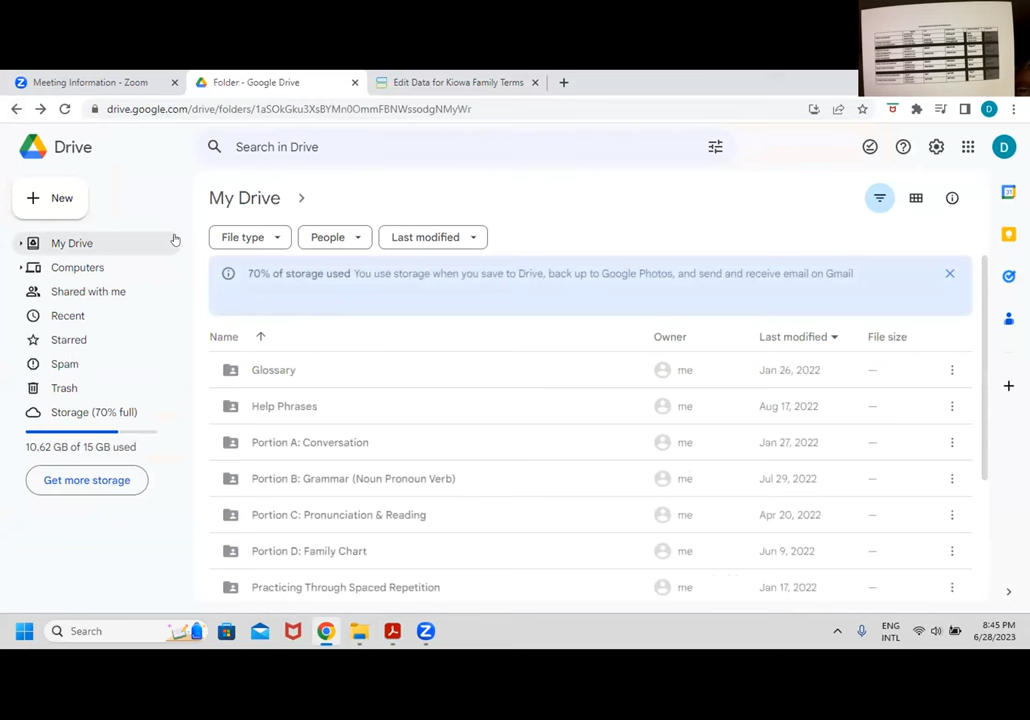 Meeting Information - Zoom
Folder - Google Drive
Edit Data for Kiowa Family Terms
drive.google.com/drive/folders/1aSOkGku3XsBYMn0OmmFBNWssodgNMyWr
D
Drive
Search in Drive
D
New
My Drive
My Drive
Computers
Shared with me
Recent
Starred
Spam
Trash
Storage (70% full)
10.62 GB of 15 GB used
Get more storage
File type
People
Last modified
70% of storage used You use storage when you save to Drive, back up to Google Photos, and send and receive email on Gmail
Name Owner Last modified File size
Glossary me Jan 26, 2022 —
Help Phrases me Aug 17, 2022 —
Portion A: Conversation me Jan 27, 2022 —
Portion B: Grammar (Noun Pronoun Verb) me Jul 29, 2022 —
Portion C: Pronunciation & Reading me Apr 20, 2022 —
Portion D: Family Chart me Jun 9, 2022 —
Practicing Through Spaced Repetition me Jan 17, 2022 —
Search
ENG
INTL
8:45 PM
6/28/2023